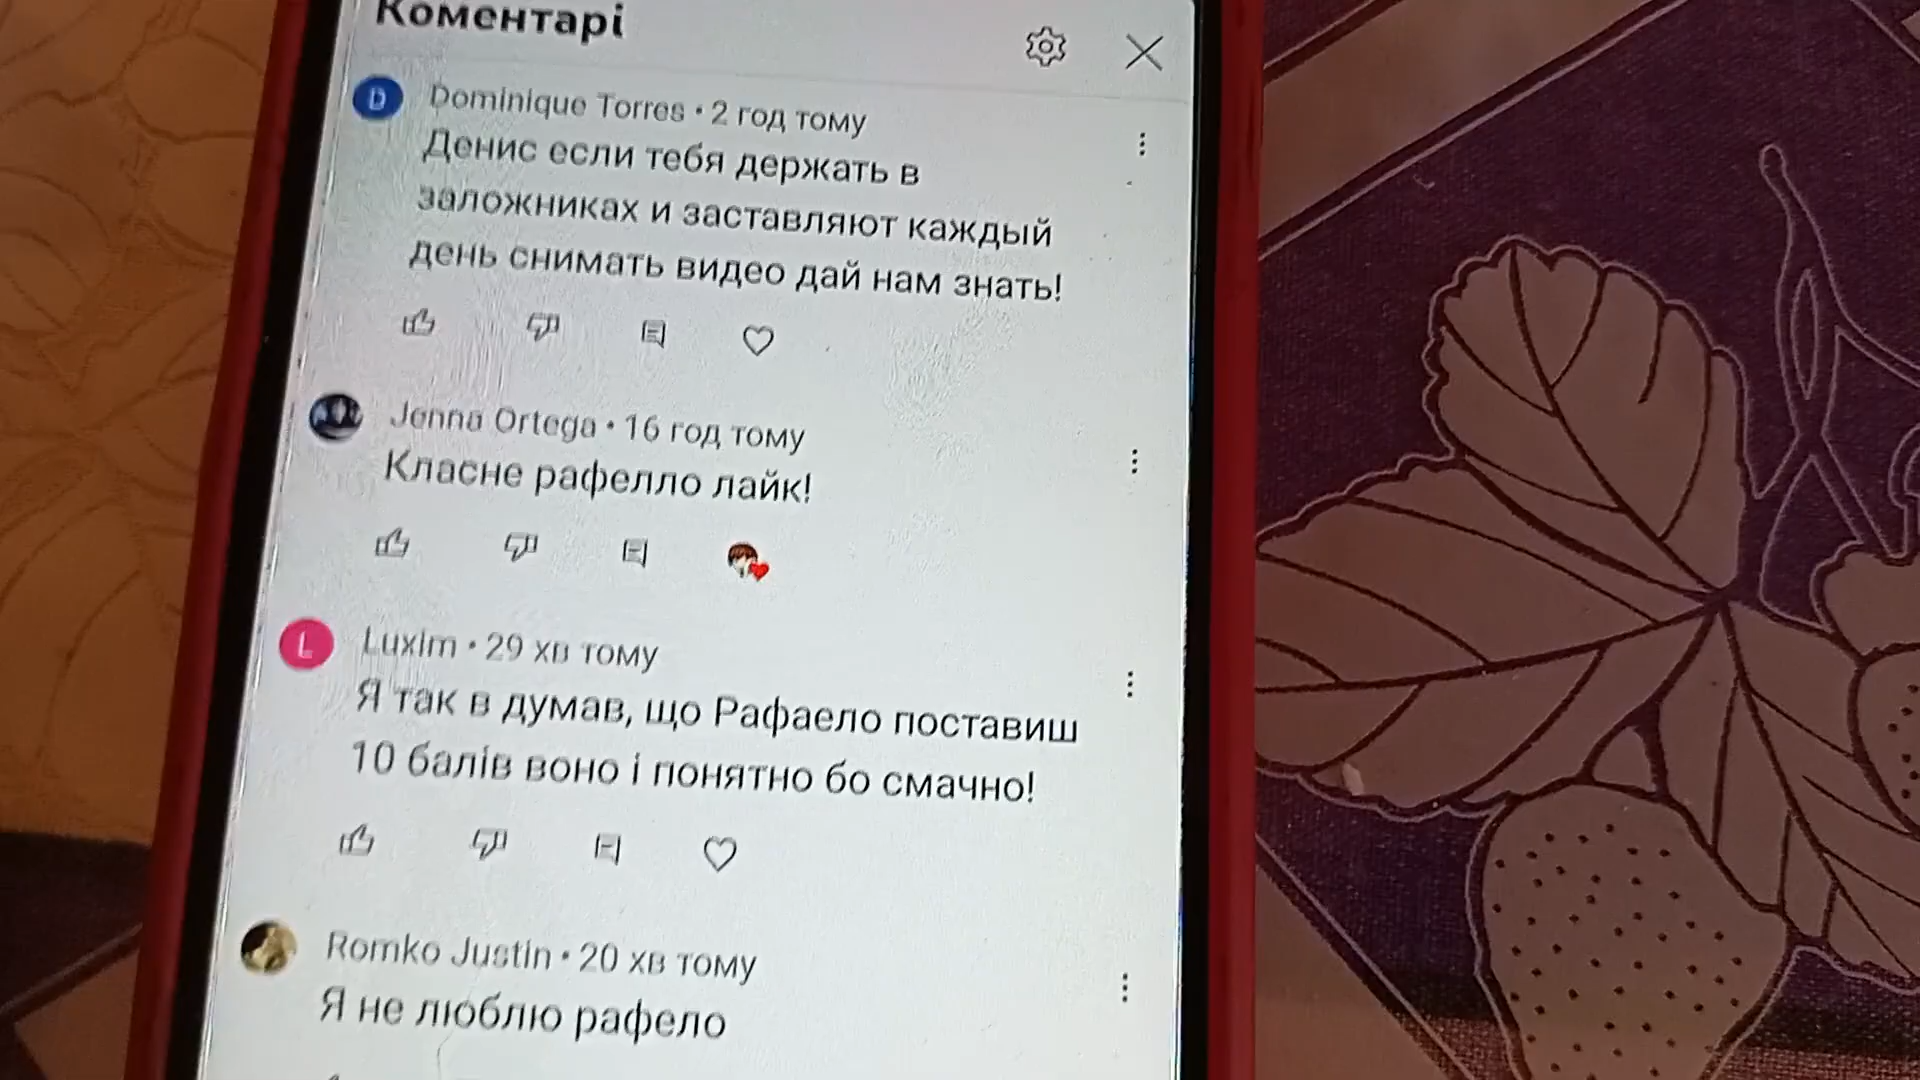 Коментарі
D
Dominique Torres • 2 год тому
Денис если тебя держать в
заложниках и заставляют каждый
день снимать видео дай нам знать!
Jenna Ortega • 16 год тому
Класне рафелло лайк!
L
Luxim • 29 хв тому
Я так в думав, що Рафаело поставиш
10 балів воно і понятно бо смачно!
Romko Justin • 20 хв тому
Я не люблю рафело